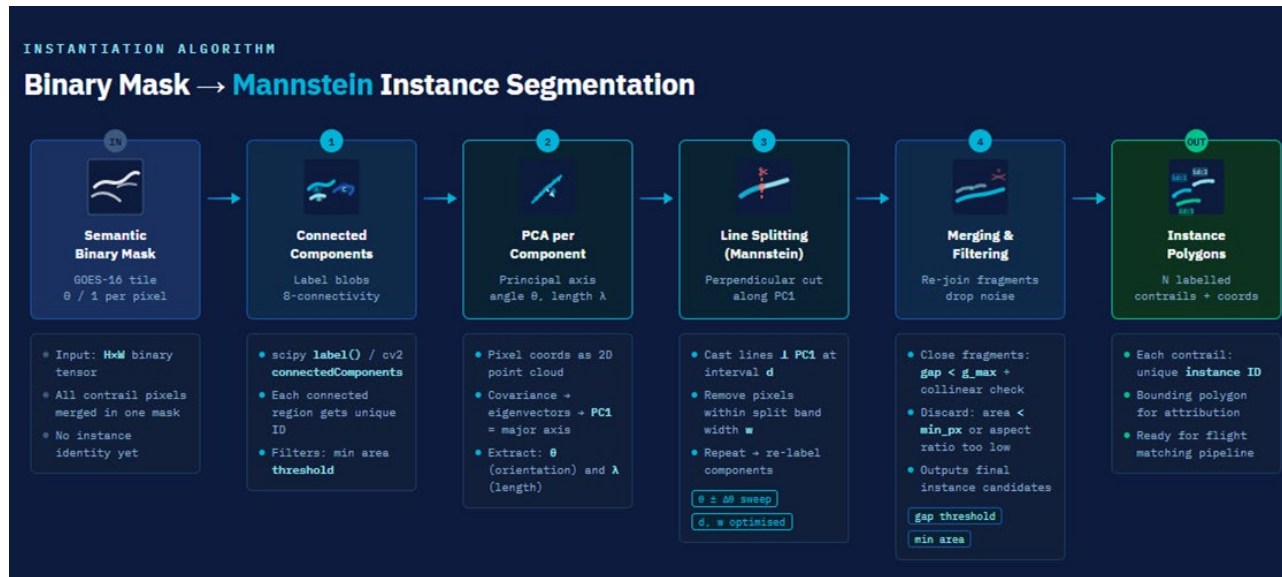 INSTANTIATION ALGORITHM
Binary Mask → Mannstein Instance Segmentation
IN
Semantic
Binary Mask
GOES-16 tile
0 / 1 per pixel
Input: H×W binary
tensor
All contrail pixels
merged in one mask
No instance
identity yet
1
Connected
Components
Label blobs
8-connectivity
scipy label() / cv2
connectedComponents
Each connected
region gets unique
ID
Filters: min area
threshold
2
PCA per
Component
Principal axis
angle θ, length λ
Pixel coords as 2D
point cloud
Covariance →
eigenvectors → PC1
= major axis
Extract: θ
(orientation) and λ
(length)
3
Line Splitting
(Mannstein)
Perpendicular cut
along PC1
Cast lines ⊥ PC1 at
interval d
Remove pixels
within split band
width w
Repeat → re-label
components
θ ± Δθ sweep
d, w optimised
4
Merging &
Filtering
Re-join fragments
drop noise
Close fragments:
gap < g_max +
collinear check
Discard: area <
min_px or aspect
ratio too low
Outputs final
instance candidates
gap threshold
min area
OUT
Instance
Polygons
N labelled
contrails + coords
Each contrail:
unique instance ID
Bounding polygon
for attribution
Ready for flight
matching pipeline